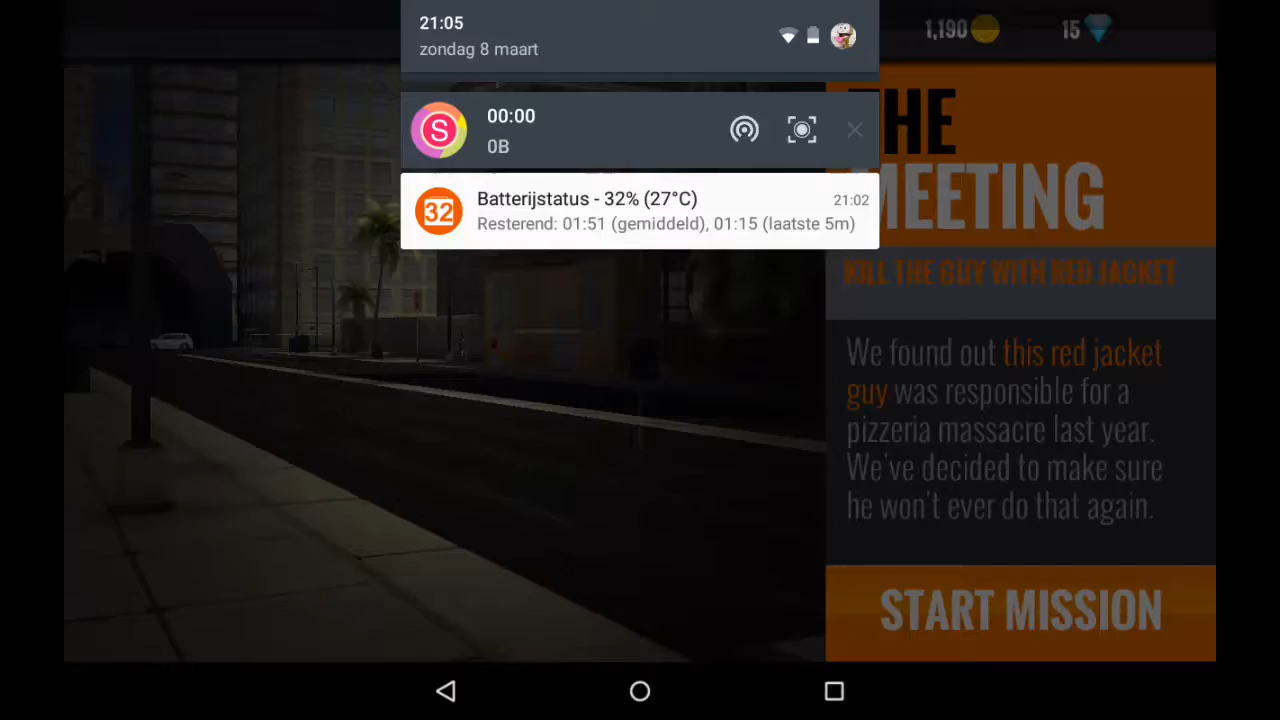 21:05
zondag 8 maart
1,190
15
S
00:00
0B
32
Batterijstatus - 32% (27°C)
21:02
Resterend: 01:51 (gemiddeld), 01:15 (laatste 5m)
THE
MEETING
KILL THE GUY WITH RED JACKET
We found out this red jacket
guy was responsible for a
pizzeria massacre last year.
We've decided to make sure
he won't ever do that again.
START MISSION